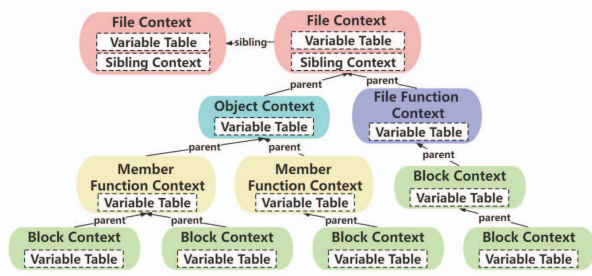 File Context
Variable Table
Sibling Context
sibling
File Context
Variable Table
Sibling Context
parent
parent
Object Context
Variable Table
File Function
Context
Variable Table
parent
parent
parent
Member
Function Context
Variable Table
Member
Function Context
Variable Table
Block Context
Variable Table
parent
parent
parent
parent
Block Context
Variable Table
Block Context
Variable Table
Block Context
Variable Table
Block Context
Variable Table